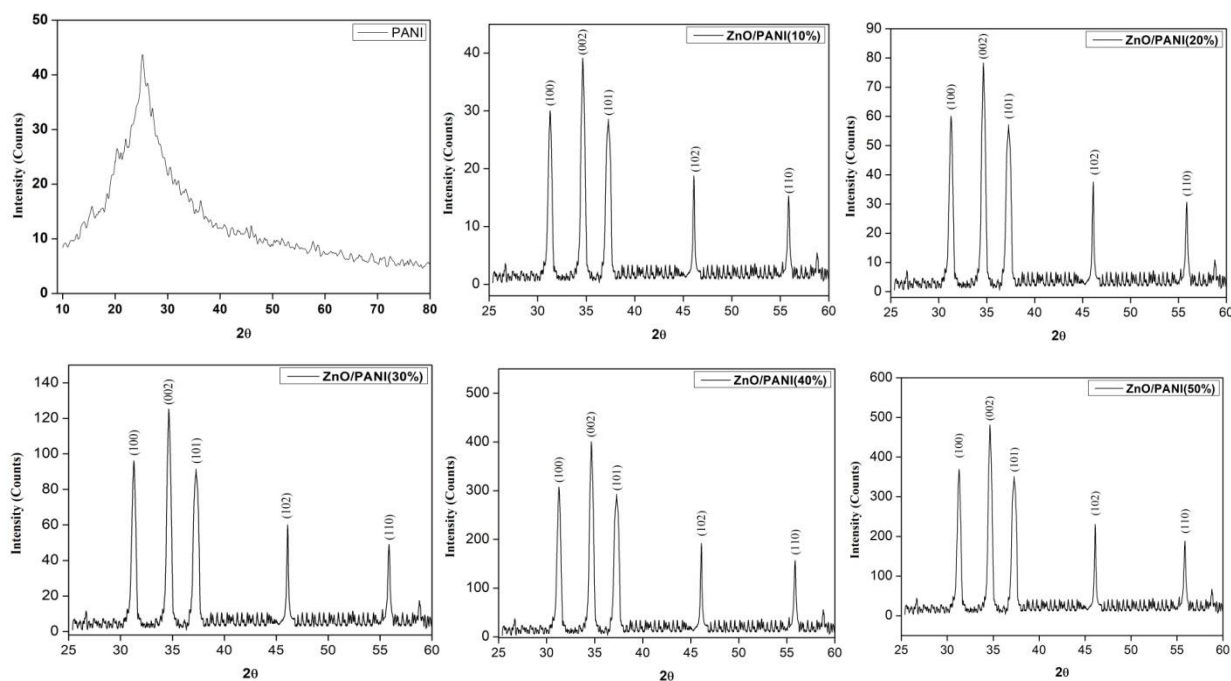 50
40
30
20
10
0
10 20 30 40 50 60 70 80
Intensity (Counts)
2θ
PANI
40
30
20
10
0
25 30 35 40 45 50 55 60
Intensity (Counts)
2θ
ZnO/PANI(10%)
(100)
(002)
(101)
(102)
(110)
90
80
70
60
50
40
30
20
10
0
25 30 35 40 45 50 55 60
Intensity (Counts)
2θ
ZnO/PANI(20%)
(100)
(002)
(101)
(102)
(110)
140
120
100
80
60
40
20
0
25 30 35 40 45 50 55 60
Intensity (Counts)
2θ
ZnO/PANI(30%)
(100)
(002)
(101)
(102)
(110)
500
400
300
200
100
0
25 30 35 40 45 50 55 60
Intensity (Counts)
2θ
ZnO/PANI(40%)
(100)
(002)
(101)
(102)
(110)
600
500
400
300
200
100
0
25 30 35 40 45 50 55 60
Intensity (Counts)
2θ
ZnO/PANI(50%)
(100)
(002)
(101)
(102)
(110)